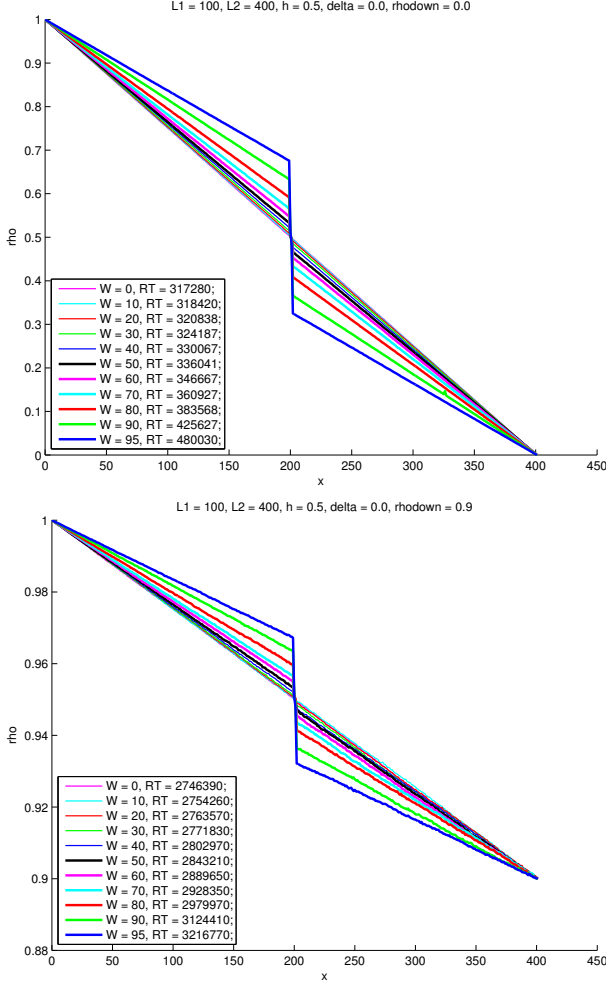 L1 = 100, L2 = 400, h = 0.5, delta = 0.0, rhodown = 0.0
1
0.9
0.8
0.7
0.6
0.5
0.4
0.3
0.2
0.1
0
rho
W = 0, RT = 317280;
W = 10, RT = 318420;
W = 20, RT = 320838;
W = 30, RT = 324187;
W = 40, RT = 330067;
W = 50, RT = 336041;
W = 60, RT = 346667;
W = 70, RT = 360927;
W = 80, RT = 383568;
W = 90, RT = 425627;
W = 95, RT = 480030;
0 50 100 150 200 250 300 350 400 450
x
L1 = 100, L2 = 400, h = 0.5, delta = 0.0, rhodown = 0.9
1
0.98
0.96
0.94
0.92
0.9
0.88
rho
W = 0, RT = 2746390;
W = 10, RT = 2754260;
W = 20, RT = 2763570;
W = 30, RT = 2771830;
W = 40, RT = 2802970;
W = 50, RT = 2843210;
W = 60, RT = 2889650;
W = 70, RT = 2928350;
W = 80, RT = 2979970;
W = 90, RT = 3124410;
W = 95, RT = 3216770;
0 50 100 150 200 250 300 350 400 450
x